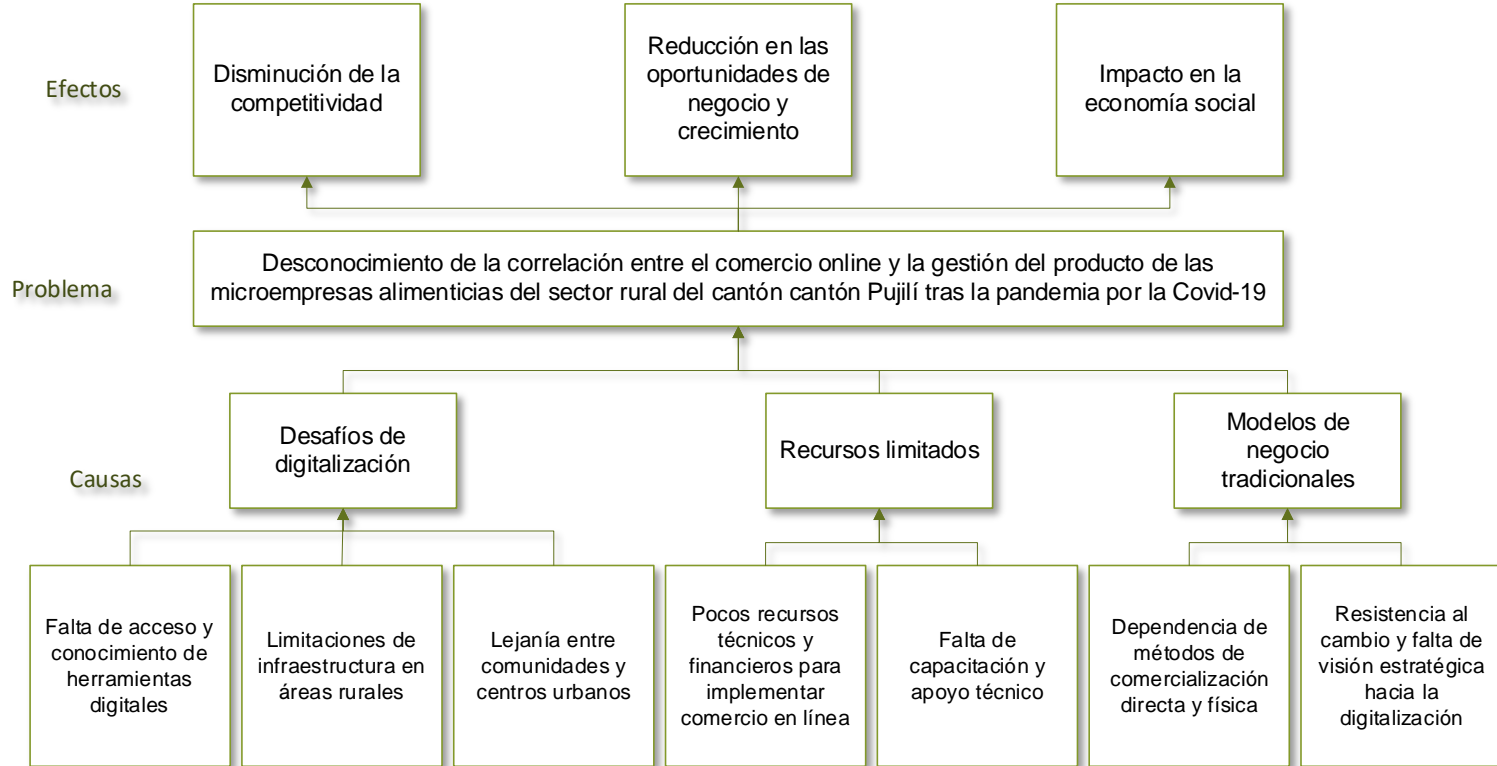 Efectos
Disminución de la
competitividad
Reducción en las
oportunidades de
negocio y
crecimiento
Impacto en la
economía social
Problema
Desconocimiento de la correlación entre el comercio online y la gestión del producto de las
microempresas alimenticias del sector rural del cantón cantón Pujilí tras la pandemia por la Covid-19
Causas
Desafíos de
digitalización
Recursos limitados
Modelos de
negocio
tradicionales
Falta de acceso y
conocimiento de
herramientas
digitales
Limitaciones de
infraestructura en
áreas rurales
Lejanía entre
comunidades y
centros urbanos
Pocos recursos
técnicos y
financieros para
implementar
comercio en línea
Falta de
capacitación y
apoyo técnico
Dependencia de
métodos de
comercialización
directa y física
Resistencia al
cambio y falta de
visión estratégica
hacia la
digitalización